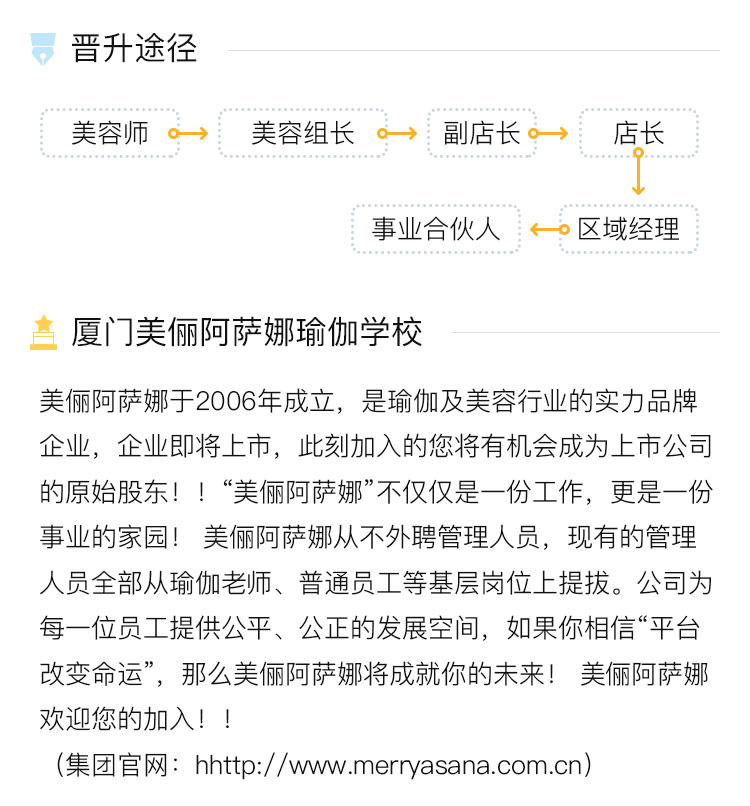 晋升途径
美容师 美容组长 副店长 店长
事业合伙人 区域经理
厦门美俪阿萨娜瑜伽学校
美俪阿萨娜于2006年成立，是瑜伽及美容行业的实力品牌
企业，企业即将上市，此刻加入的您将有机会成为上市公司
的原始股东！！“美俪阿萨娜”不仅仅是一份工作，更是一份
事业的家园！ 美俪阿萨娜从不外聘管理人员，现有的管理
人员全部从瑜伽老师、普通员工等基层岗位上提拔。公司为
每一位员工提供公平、公正的发展空间，如果你相信“平台
改变命运”，那么美俪阿萨娜将成就你的未来！ 美俪阿萨娜
欢迎您的加入！！
（集团官网：hhttp://www.merryasana.com.cn）